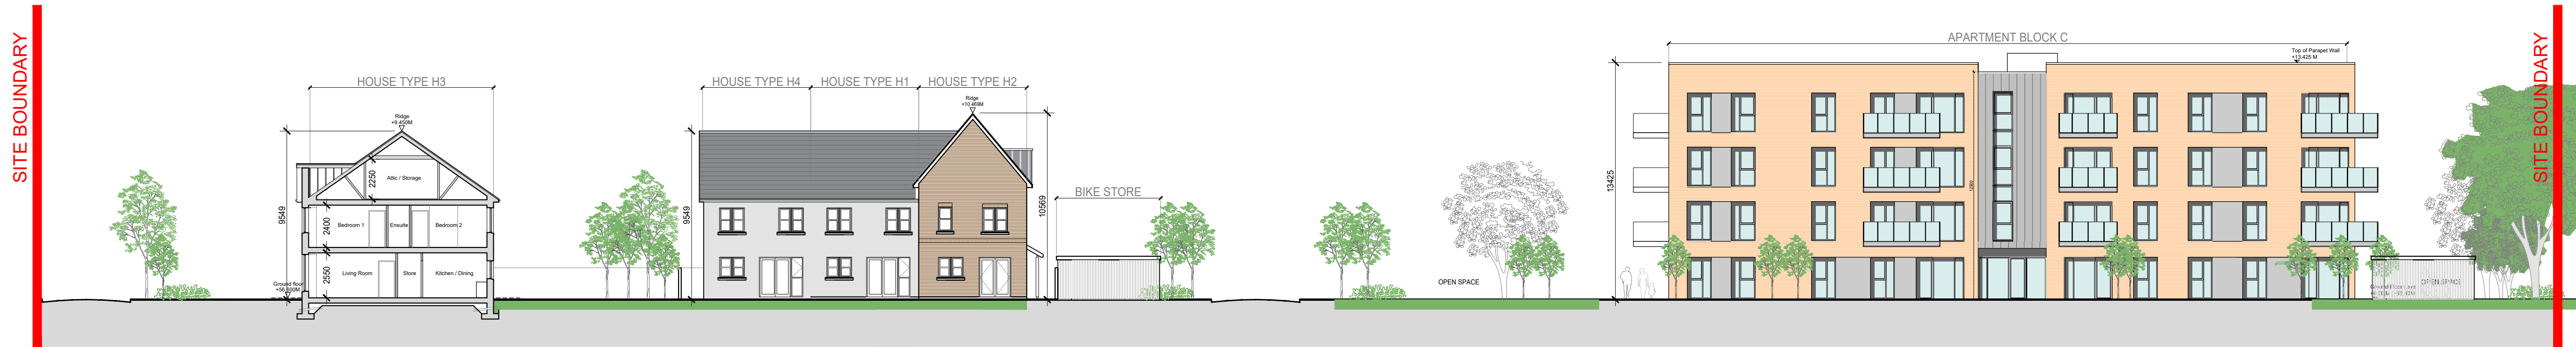 SITE BOUNDARY
HOUSE TYPE H3
Ridge
+9.450M
9549
2250
Attic / Storage
2400
Bedroom 1
Ensuite
Bedroom 2
2550
Living Room
Store
Kitchen / Dining
Ground floor
HOUSE TYPE H4
HOUSE TYPE H1
HOUSE TYPE H2
Ridge
+10.469M
9549
10569
BIKE STORE
OPEN SPACE
APARTMENT BLOCK C
Top of Parapet Wall
+13.425 M
13425
OPEN SPACE
SITE BOUNDARY